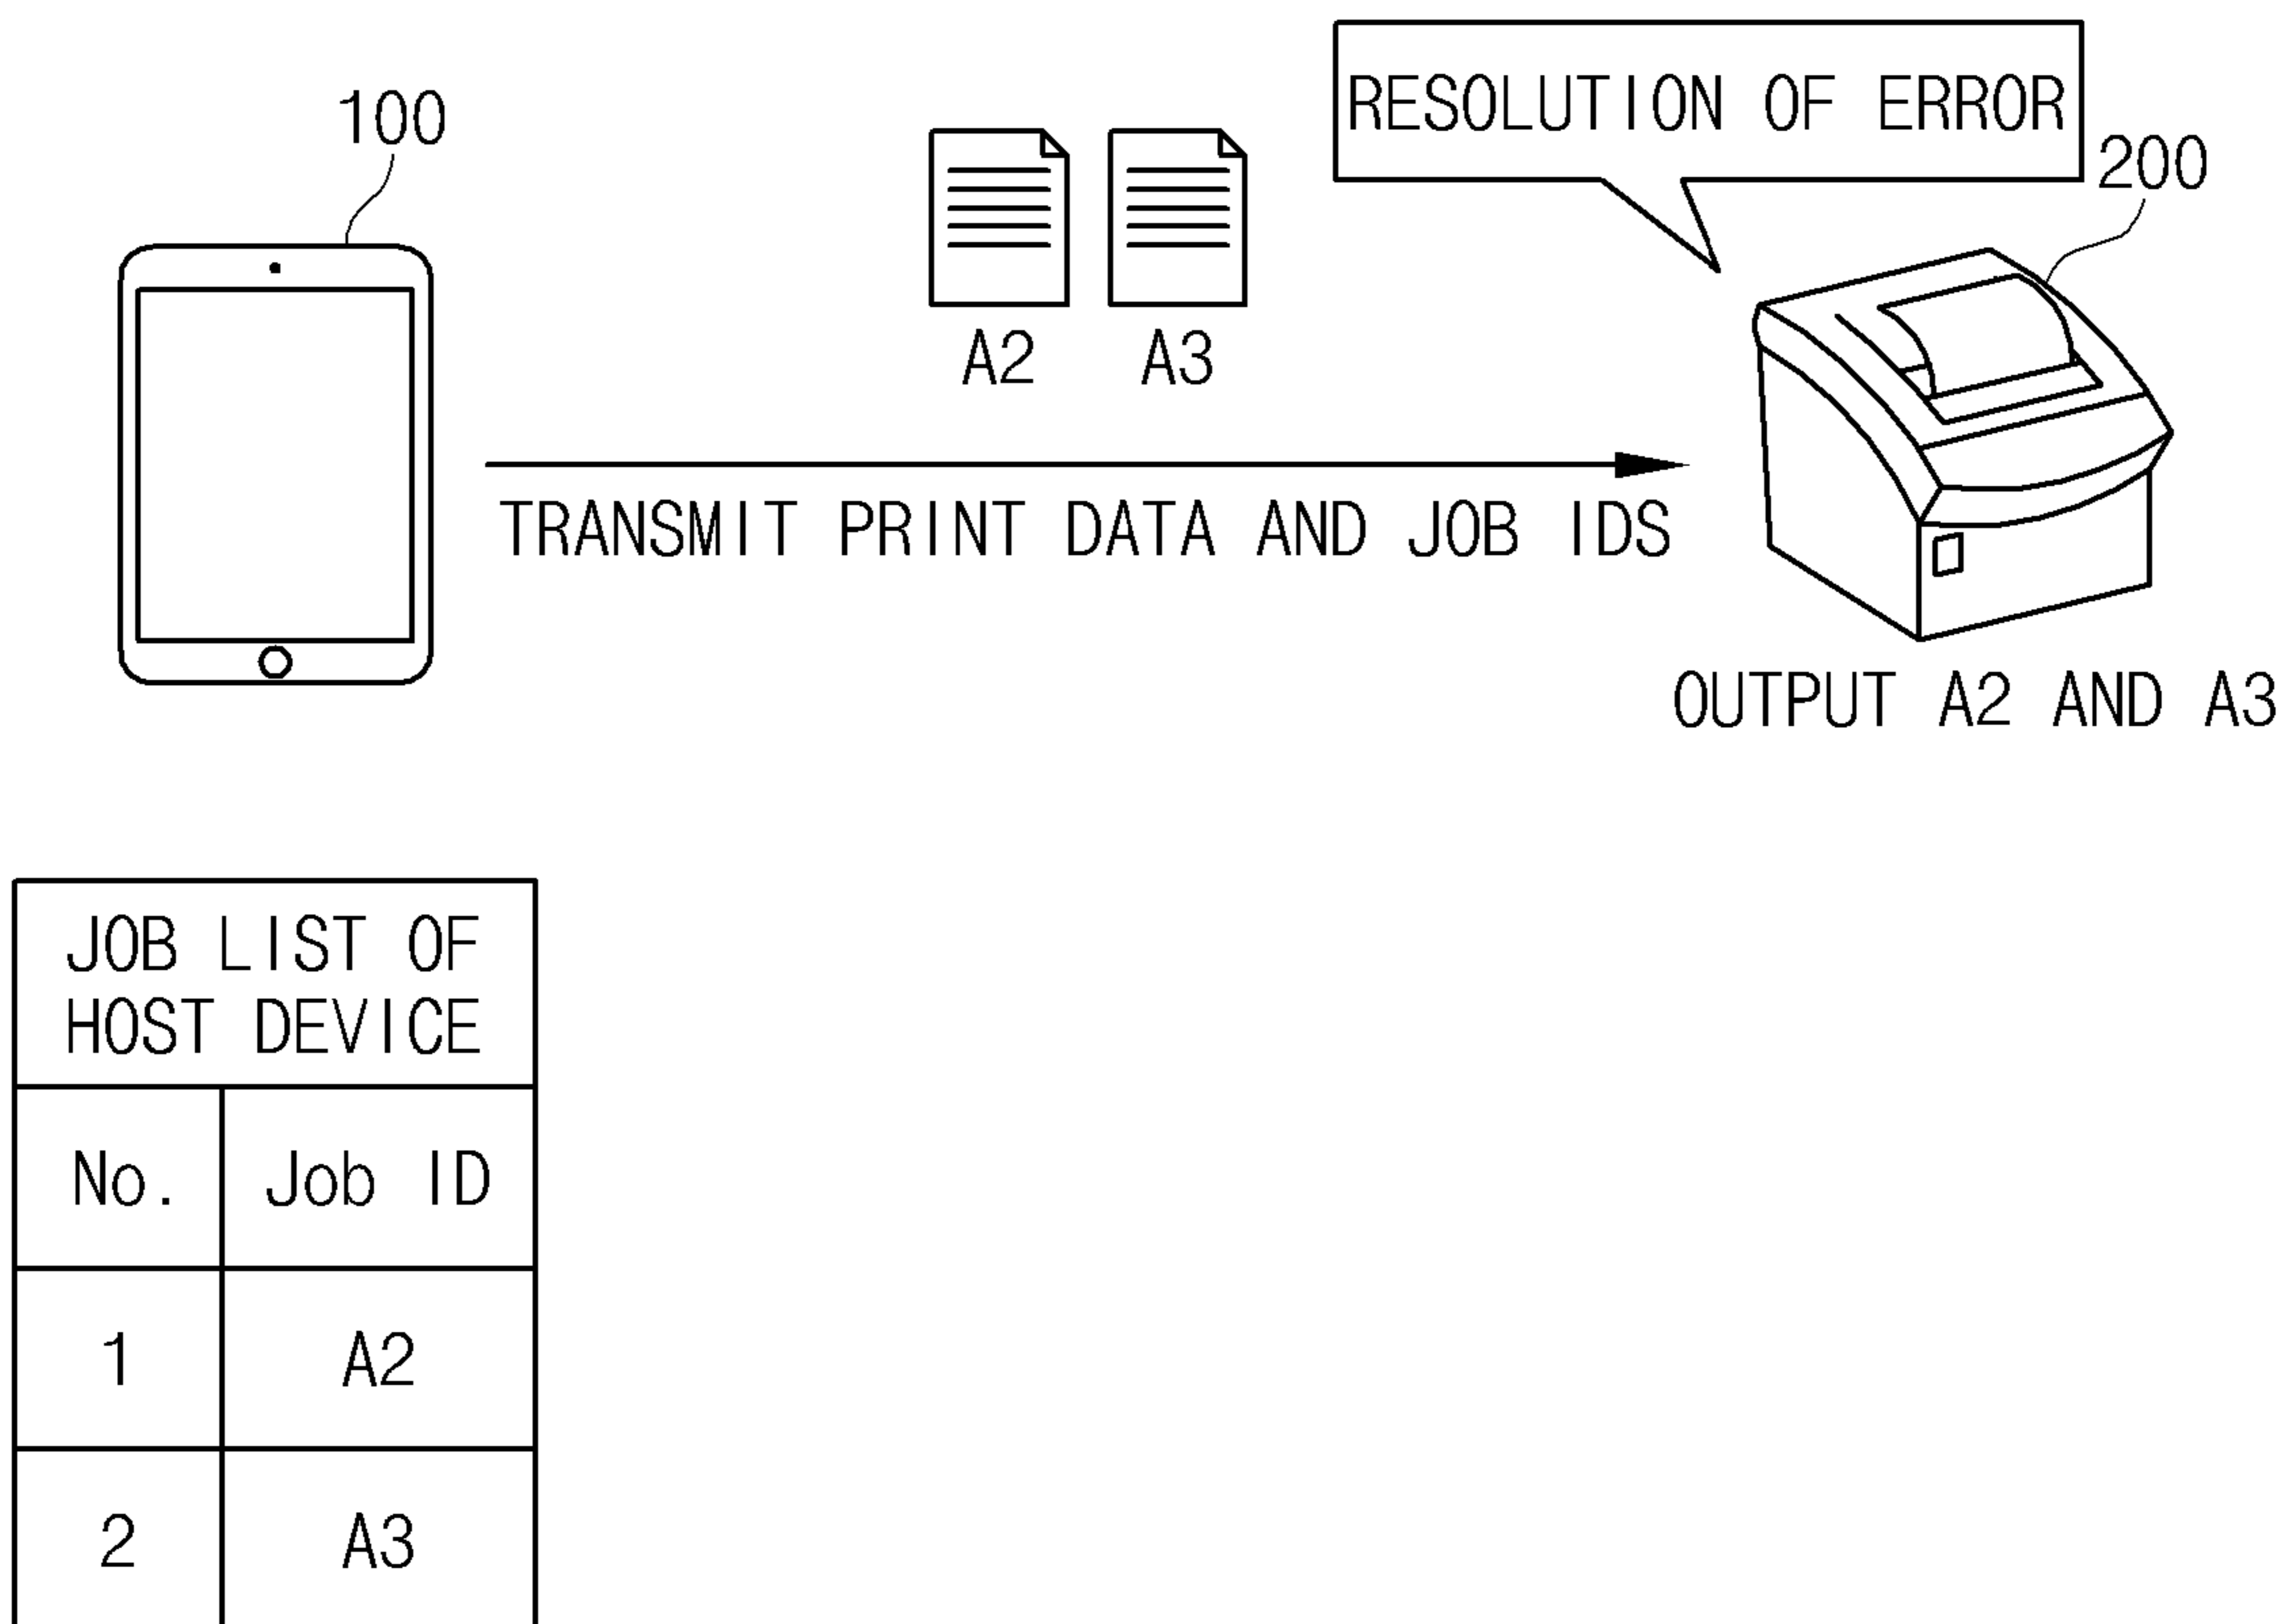 100
RESOLUTION OF ERROR
200
A2 A3
TRANSMIT PRINT DATA AND JOB IDS
OUTPUT A2 AND A3
JOB LIST OF
HOST DEVICE
No. Job ID
1 A2
2 A3